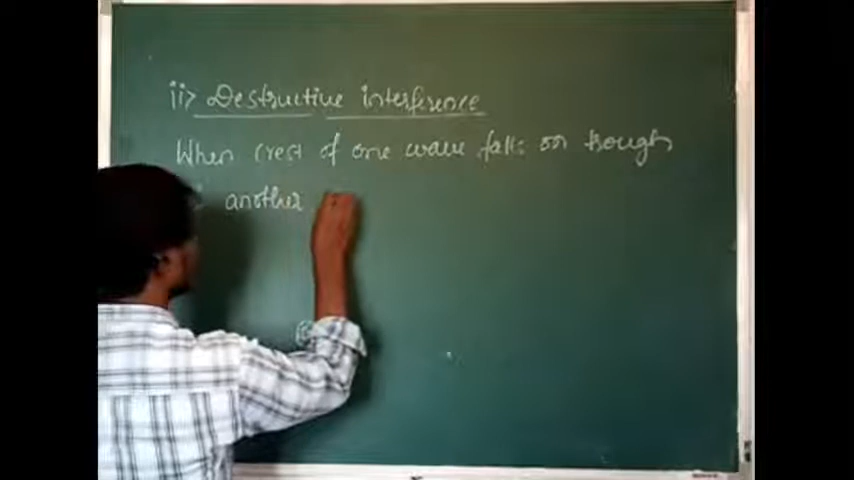 ii> Destructive interference
When crest of one wave falls on trough
another